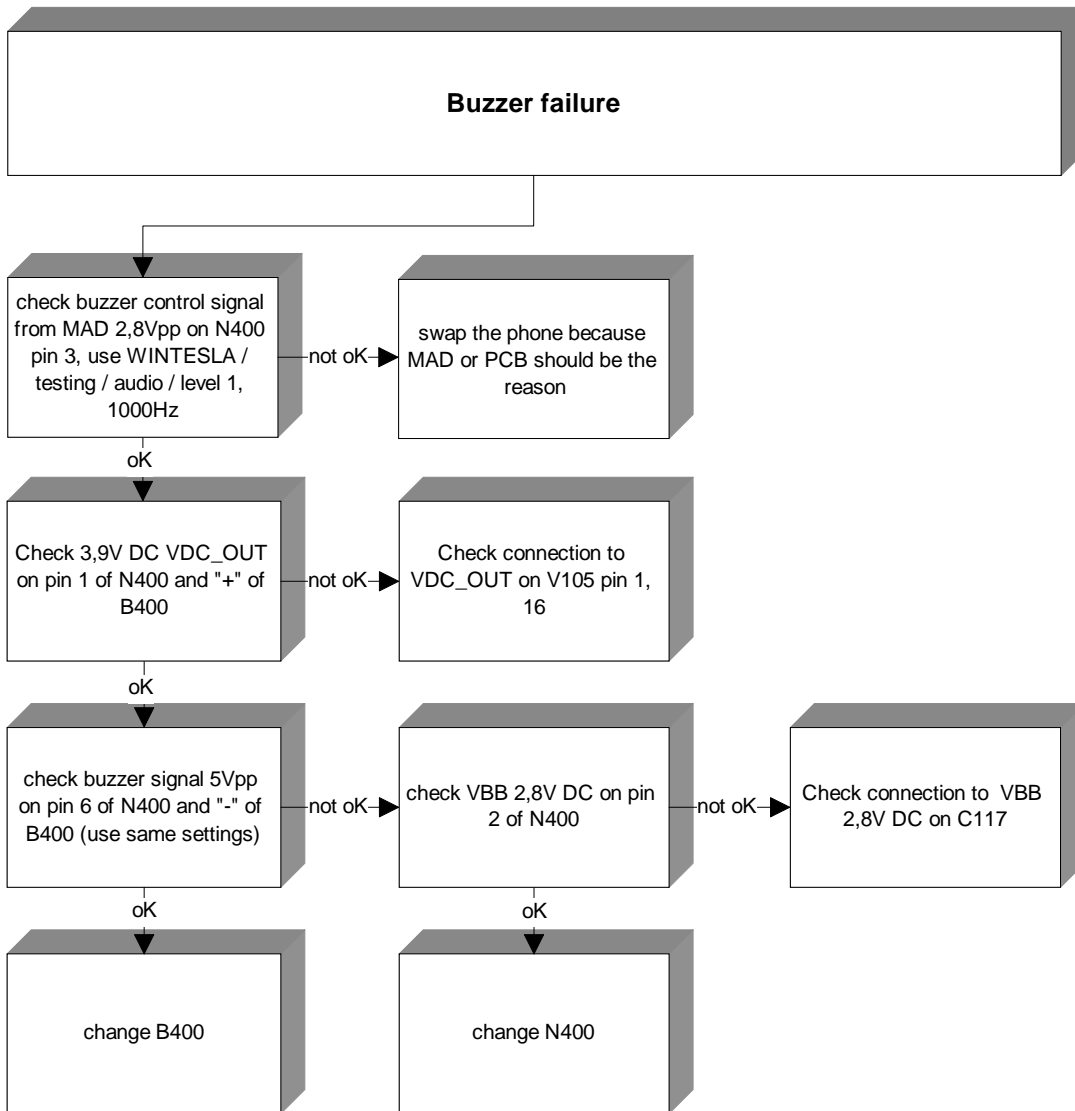 Buzzer failure
check buzzer control signal
from MAD 2,8Vpp on N400
pin 3, use WINTESLA /
testing / audio / level 1,
1000Hz
not oK
swap the phone because
MAD or PCB should be the
reason
oK
Check 3,9V DC VDC_OUT
on pin 1 of N400 and "+" of
B400
not oK
Check connection to
VDC_OUT on V105 pin 1,
16
oK
check buzzer signal 5Vpp
on pin 6 of N400 and "-" of
B400 (use same settings)
not oK
check VBB 2,8V DC on pin
2 of N400
not oK
Check connection to  VBB
2,8V DC on C117
oK
oK
change B400
change N400